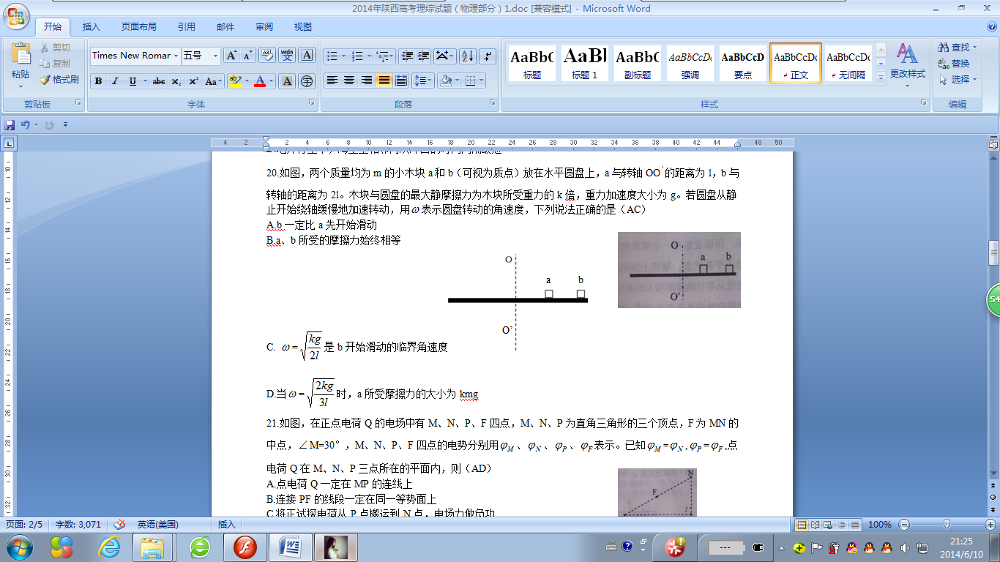 2014年陕西高考理综试题（物理部分）1.doc [兼容模式] - Microsoft Word
开始 插入 页面布局 引用 邮件 审阅 视图
粘贴 剪切 复制 格式刷
Times New Romar 五号
AaBbC AaBl AaBbC AaBbCcDc AaBbCcD AaBbCcDc AaBbCcDc
标题 标题 1 副标题 强调 要点 正文 无间隔
更改样式
查找 替换 选择
剪贴板 字体 段落 样式 编辑
4 2 2 4 6 8 10 12 14 16 18 20 22 24 26 28 30 32 34 36 38 40 42 44 48 50
20.如图，两个质量均为 m 的小木块 a 和 b（可视为质点）放在水平圆盘上，a 与转轴 OO′的距离为 l，b 与
转轴的距离为 2l。木块与圆盘的最大静摩擦力为木块所受重力的 k 倍，重力加速度大小为 g。若圆盘从静
止开始绕轴缓慢地加速转动，用ω表示圆盘转动的角速度，下列说法正确的是（AC）
A.b 一定比 a 先开始滑动
B.a、b 所受的摩擦力始终相等
O
a b
O’
O
a b
O′
C. ω=√(kg/2l) 是 b 开始滑动的临界角速度
D.当ω=√(2kg/3l) 时，a 所受摩擦力的大小为 kmg
21.如图，在正点电荷 Q 的电场中有 M、N、P、F 四点，M、N、P 为直角三角形的三个顶点，F 为 MN 的
中点，∠M=30°，M、N、P、F 四点的电势分别用φM、φN、φP、φF表示。已知φM=φN,φP=φF,点
电荷 Q 在 M、N、P 三点所在的平面内，则（AD）
A.点电荷 Q 一定在 MP 的连线上
B.连接 PF 的线段一定在同一等势面上
C.将正试探电荷从 P 点搬运到 N 点，电场力做负功
N
F
54
页面: 2/5 字数: 3,071 英语(美国) 插入 100%
21:25
2014/6/10